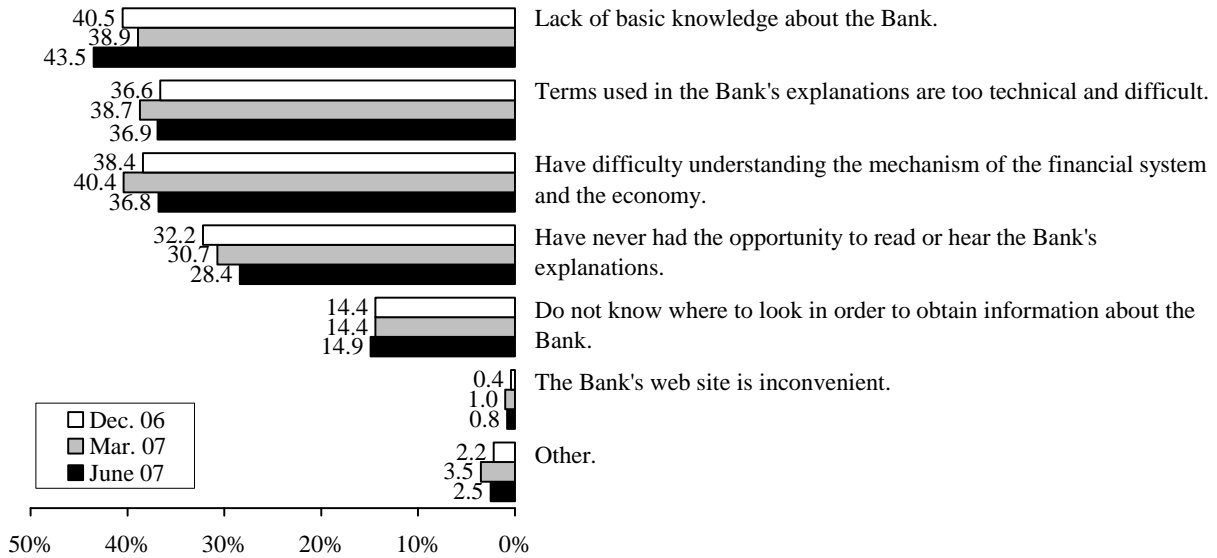 40.5
38.9
43.5
Lack of basic knowledge about the Bank.
36.6
38.7
36.9
Terms used in the Bank's explanations are too technical and difficult.
38.4
40.4
36.8
Have difficulty understanding the mechanism of the financial system
and the economy.
32.2
30.7
28.4
Have never had the opportunity to read or hear the Bank's
explanations.
14.4
14.4
14.9
Do not know where to look in order to obtain information about the
Bank.
0.4
1.0
0.8
The Bank's web site is inconvenient.
2.2
3.5
2.5
Other.
Dec. 06
Mar. 07
June 07
50% 40% 30% 20% 10% 0%